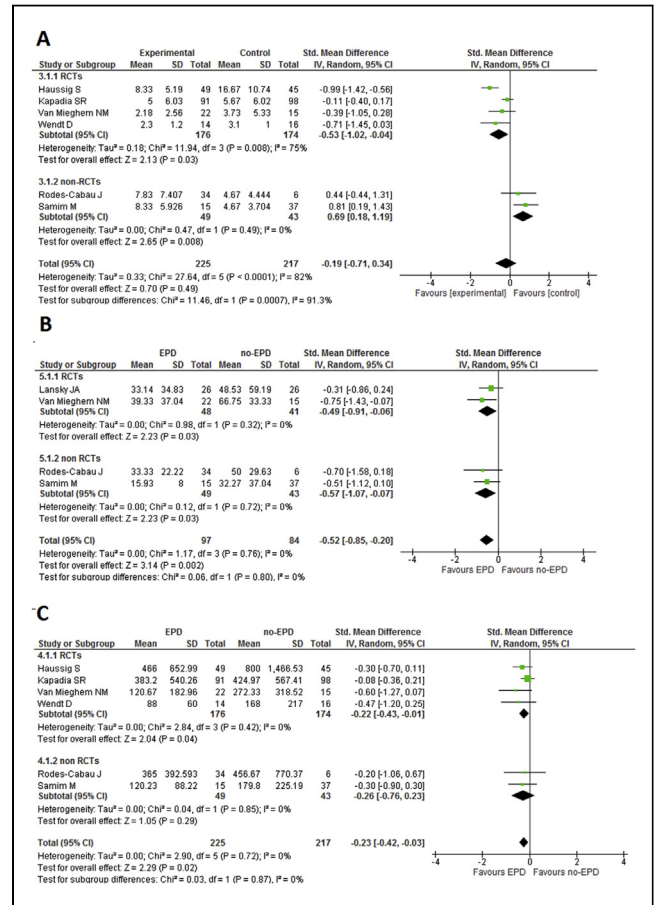 A
Experimental Control Std. Mean Difference Std. Mean Difference
Study or Subgroup Mean SD Total Mean SD Total IV, Random, 95% CI IV, Random, 95% CI
3.1.1 RCTs
Haussig S 8.33 5.19 49 16.67 10.74 45 -0.99 [-1.42, -0.56]
Kapadia SR 5 6.03 91 5.67 6.02 98 -0.11 [-0.40, 0.17]
Van Mieghem NM 2.18 2.56 22 3.73 5.33 15 -0.39 [-1.05, 0.28]
Wendt D 2.3 1.2 14 3.1 1 16 -0.71 [-1.45, 0.03]
Subtotal (95% CI) 176 174 -0.53 [-1.02, -0.04]
Heterogeneity: Tau² = 0.18; Chi² = 11.94, df = 3 (P = 0.008); I² = 75%
Test for overall effect: Z = 2.13 (P = 0.03)
3.1.2 non-RCTs
Rodes-Cabau J 7.83 7.407 34 4.67 4.444 6 0.44 [-0.44, 1.31]
Samim M 8.33 5.926 15 4.67 3.704 37 0.81 [0.19, 1.43]
Subtotal (95% CI) 49 43 0.69 [0.18, 1.19]
Heterogeneity: Tau² = 0.00; Chi² = 0.47, df = 1 (P = 0.49); I² = 0%
Test for overall effect: Z = 2.65 (P = 0.008)
Total (95% CI) 225 217 -0.19 [-0.71, 0.34]
Heterogeneity: Tau² = 0.33; Chi² = 27.64, df = 5 (P < 0.0001); I² = 82%
Test for overall effect: Z = 0.70 (P = 0.49)
Test for subgroup differences: Chi² = 11.46, df = 1 (P = 0.0007), I² = 91.3%
-4 -2 0 2 4
Favours [experimental] Favours [control]
B
EPD no-EPD Std. Mean Difference Std. Mean Difference
Study or Subgroup Mean SD Total Mean SD Total IV, Random, 95% CI IV, Random, 95% CI
5.1.1 RCTs
Lansky JA 33.14 34.83 26 48.53 59.19 26 -0.31 [-0.86, 0.24]
Van Mieghem NM 39.33 37.04 22 66.75 33.33 15 -0.75 [-1.43, -0.07]
Subtotal (95% CI) 48 41 -0.49 [-0.91, -0.06]
Heterogeneity: Tau² = 0.00; Chi² = 0.98, df = 1 (P = 0.32); I² = 0%
Test for overall effect: Z = 2.23 (P = 0.03)
5.1.2 non RCTs
Rodes-Cabau J 33.33 22.22 34 50 29.63 6 -0.70 [-1.58, 0.18]
Samim M 15.93 8 15 32.27 37.04 37 -0.51 [-1.12, 0.10]
Subtotal (95% CI) 49 43 -0.57 [-1.07, -0.07]
Heterogeneity: Tau² = 0.00; Chi² = 0.12, df = 1 (P = 0.72); I² = 0%
Test for overall effect: Z = 2.23 (P = 0.03)
Total (95% CI) 97 84 -0.52 [-0.85, -0.20]
Heterogeneity: Tau² = 0.00; Chi² = 1.17, df = 3 (P = 0.76); I² = 0%
Test for overall effect: Z = 3.14 (P = 0.002)
Test for subgroup differences: Chi² = 0.06, df = 1 (P = 0.80), I² = 0%
-4 -2 0 2 4
Favours EPD Favours no-EPD
C
EPD no-EPD Std. Mean Difference Std. Mean Difference
Study or Subgroup Mean SD Total Mean SD Total IV, Random, 95% CI IV, Random, 95% CI
4.1.1 RCTs
Haussig S 466 652.99 49 800 1,466.53 45 -0.30 [-0.70, 0.11]
Kapadia SR 383.2 540.26 91 424.97 567.41 98 -0.08 [-0.36, 0.21]
Van Mieghem NM 120.67 182.96 22 272.33 318.52 15 -0.60 [-1.27, 0.07]
Wendt D 88 60 14 168 217 16 -0.47 [-1.20, 0.25]
Subtotal (95% CI) 176 174 -0.22 [-0.43, -0.01]
Heterogeneity: Tau² = 0.00; Chi² = 2.84, df = 3 (P = 0.42); I² = 0%
Test for overall effect: Z = 2.04 (P = 0.04)
4.1.2 non RCTs
Rodes-Cabau J 365 392.593 34 456.67 770.37 6 -0.20 [-1.06, 0.67]
Samim M 120.23 88.22 15 179.8 225.19 37 -0.30 [-0.90, 0.30]
Subtotal (95% CI) 49 43 -0.26 [-0.76, 0.23]
Heterogeneity: Tau² = 0.00; Chi² = 0.04, df = 1 (P = 0.85); I² = 0%
Test for overall effect: Z = 1.05 (P = 0.29)
Total (95% CI) 225 217 -0.23 [-0.42, -0.03]
Heterogeneity: Tau² = 0.00; Chi² = 2.90, df = 5 (P = 0.72); I² = 0%
Test for overall effect: Z = 2.29 (P = 0.02)
Test for subgroup differences: Chi² = 0.03, df = 1 (P = 0.87), I² = 0%
-4 -2 0 2 4
Favours EPD Favours no-EPD